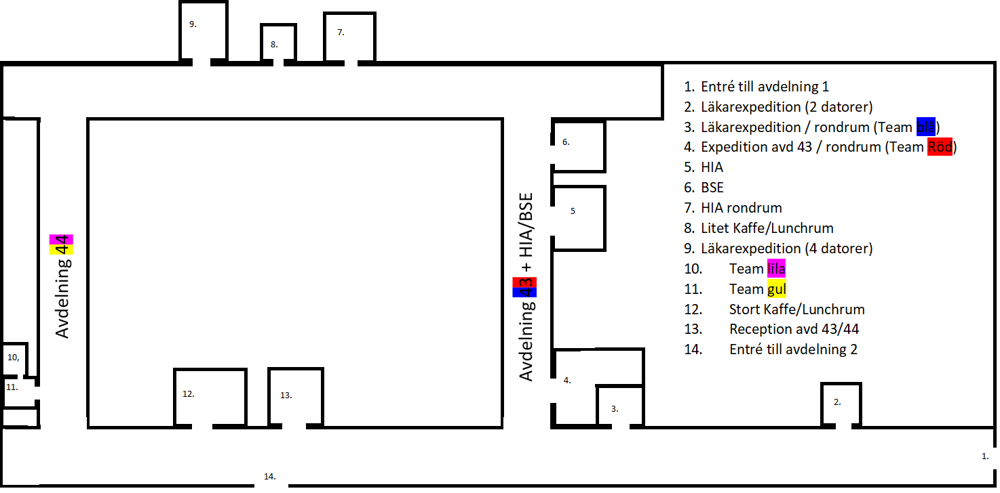 9.
8.
7.
1. Entré till avdelning 1
2. Läkarexpedition (2 datorer)
3. Läkarexpedition / rondrum (Team blå)
4. Expedition avd 43 / rondrum (Team Röd)
5. HIA
6. BSE
7. HIA rondrum
8. Litet Kaffe/Lunchrum
9. Läkarexpedition (4 datorer)
10. Team lila
11. Team gul
12. Stort Kaffe/Lunchrum
13. Reception avd 43/44
14. Entré till avdelning 2
6.
5
Avdelning 44
Avdelning 43 + HIA/BSE
10,
11.
12.
13.
4.
3.
2.
1.
14.